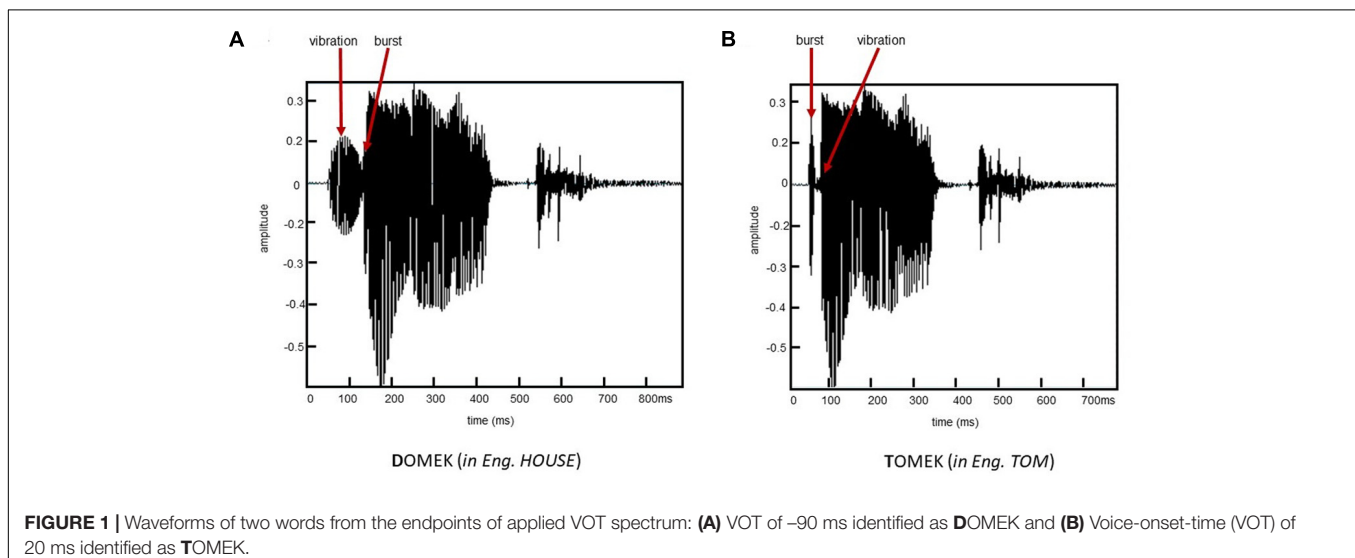 A
vibration burst
0.3
0.2
0
-0.2
-0.3
-0.4
-0.5
amplitude
0 100 200 300 400 500 600 700 800ms
time (ms)
DOMEK (in Eng. HOUSE)
B
burst vibration
0.3
0.2
0
-0.2
-0.3
-0.4
-0.5
amplitude
0 100 200 300 400 500 600 700ms
time (ms)
TOMEK (in Eng. TOM)
FIGURE 1 | Waveforms of two words from the endpoints of applied VOT spectrum: (A) VOT of –90 ms identified as DOMEK and (B) Voice-onset-time (VOT) of
20 ms identified as TOMEK.